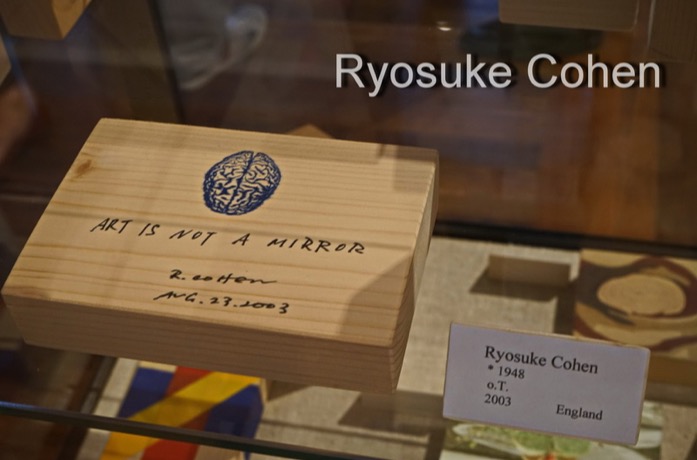 Ryosuke Cohen
ART IS NOT A MIRROR
R. COHEN
AUG. 23. 2003
Ryosuke Cohen
* 1948
o.T.
2003
England